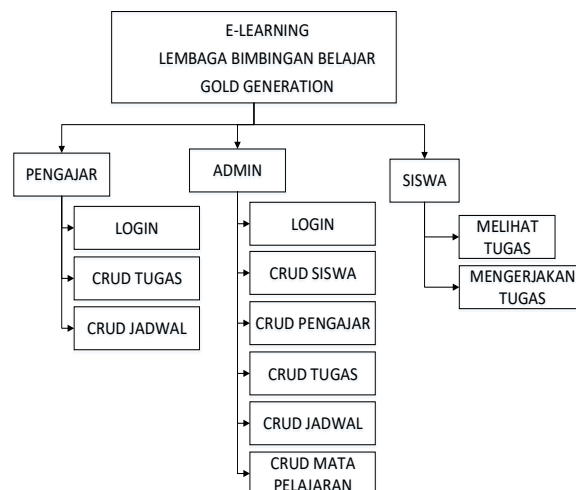 E-LEARNING
LEMBAGA BIMBINGAN BELAJAR
GOLD GENERATION
PENGAJAR
LOGIN
CRUD TUGAS
CRUD JADWAL
ADMIN
LOGIN
CRUD SISWA
CRUD PENGAJAR
CRUD TUGAS
CRUD JADWAL
CRUD MATA
PELAJARAN
SISWA
MELIHAT
TUGAS
MENGERJAKAN
TUGAS